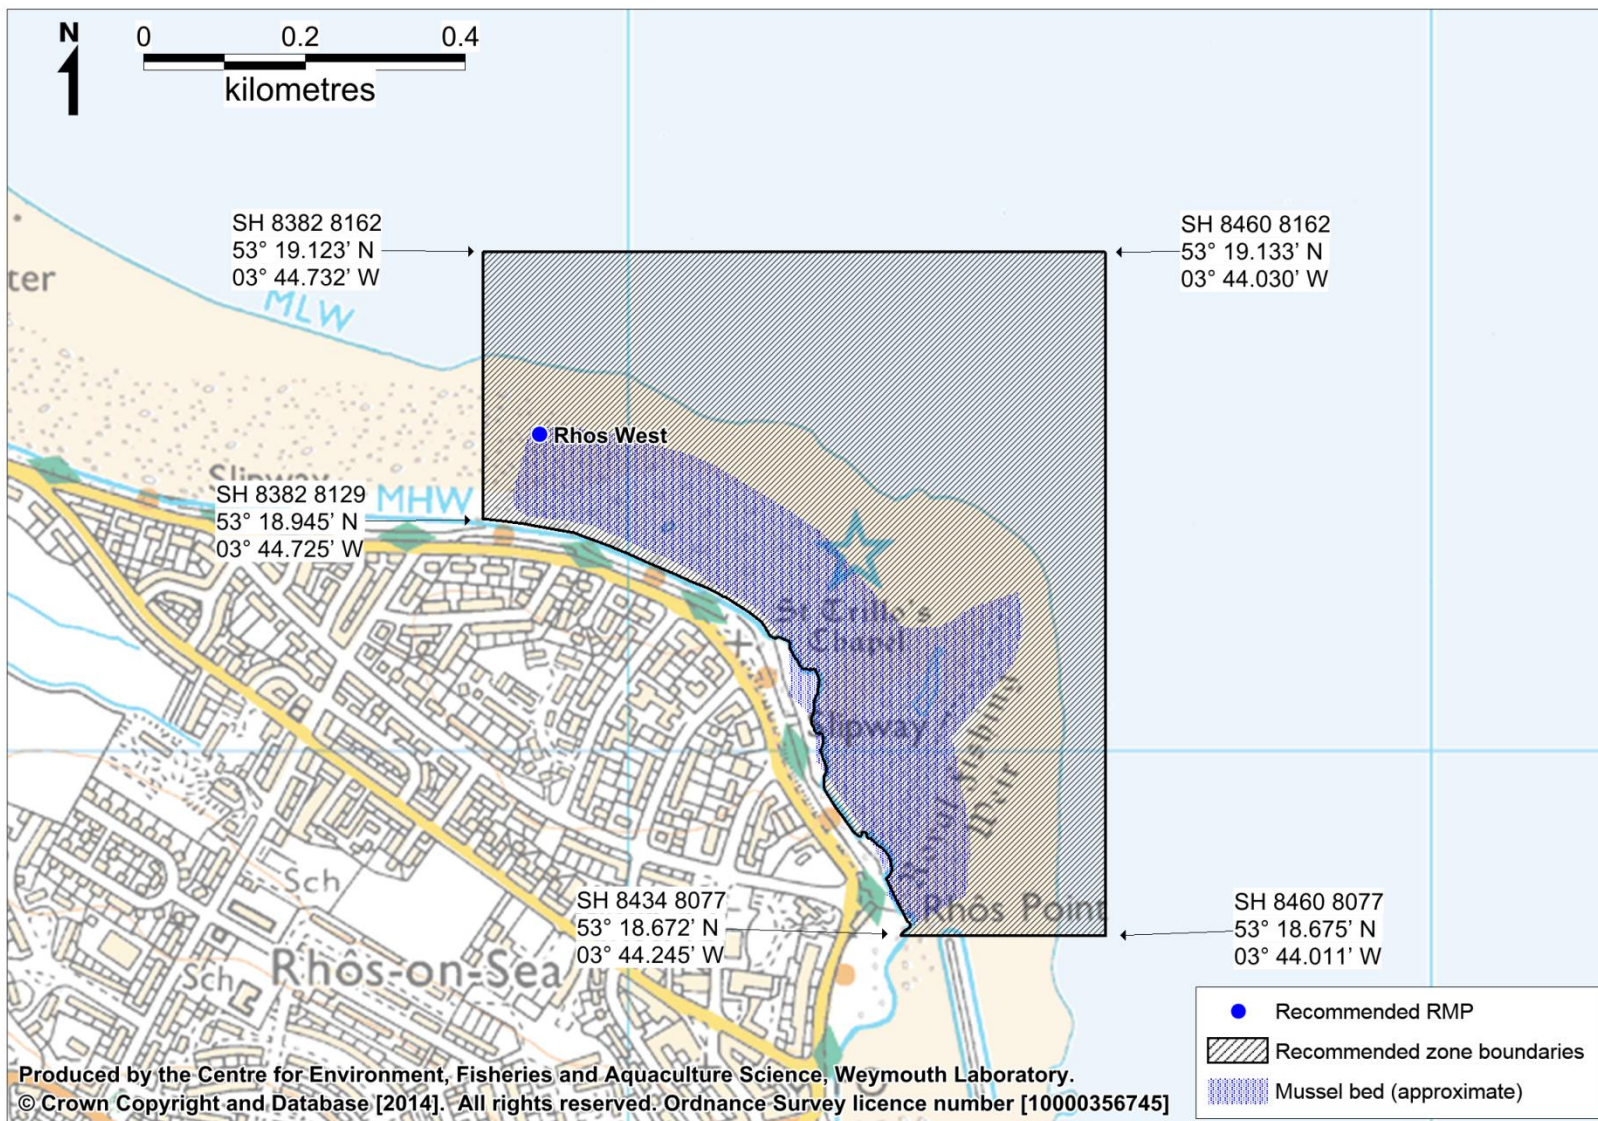 N
0 0.2 0.4
kilometres
SH 8382 8162
53° 19.123’ N
03° 44.732’ W
SH 8460 8162
53° 19.133’ N
03° 44.030’ W
ter
MLW
Rhos West
Slipway
SH 8382 8129
53° 18.945’ N
03° 44.725’ W
MHW
St Trillo's
Chapel
Slipway
Royal Fishing
Weir
Sch
SH 8434 8077
53° 18.672’ N
03° 44.245’ W
Rhôs Point
SH 8460 8077
53° 18.675’ N
03° 44.011’ W
Sch
Rhôs-on-Sea
Recommended RMP
Recommended zone boundaries
Mussel bed (approximate)
Produced by the Centre for Environment, Fisheries and Aquaculture Science, Weymouth Laboratory.
© Crown Copyright and Database [2014]. All rights reserved. Ordnance Survey licence number [10000356745]